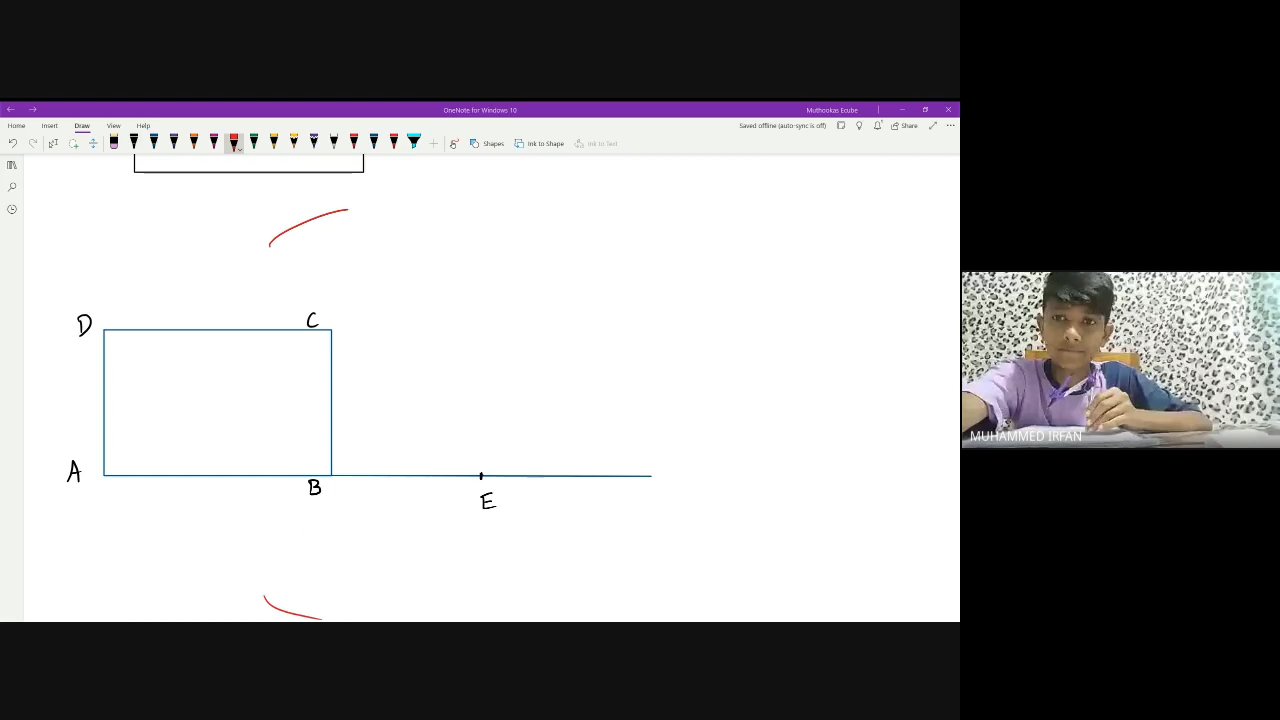 OneNote for Windows 10
Muthookas Ecube
Home Insert Draw View Help
Saved offline (auto-sync is off)
Share
Shapes
Ink to Shape
Ink to Text
D
C
A
B
E
MUHAMMED IRFAN